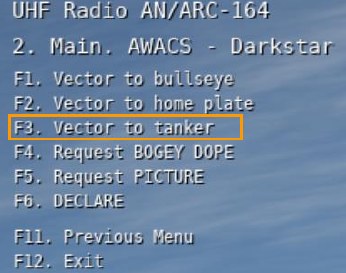 UHF Radio AN/ARC-164
2. Main. AWACS - Darkstar
F1. Vector to bullseye
F2. Vector to home plate
F3. Vector to tanker
F4. Request BOGEY DOPE
F5. Request PICTURE
F6. DECLARE
F11. Previous Menu
F12. Exit